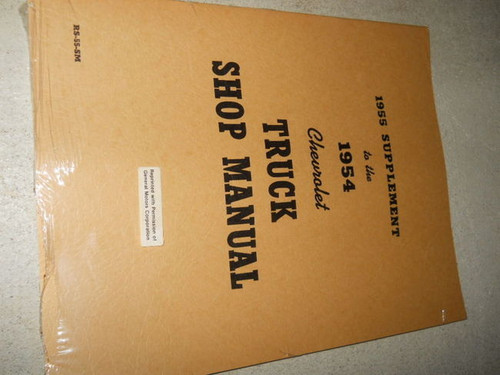 1955 SUPPLEMENT
to the
1954
Chevrolet
TRUCK
SHOP MANUAL
Reprinted with Permission of
General Motors Corporation
RS-55-SM